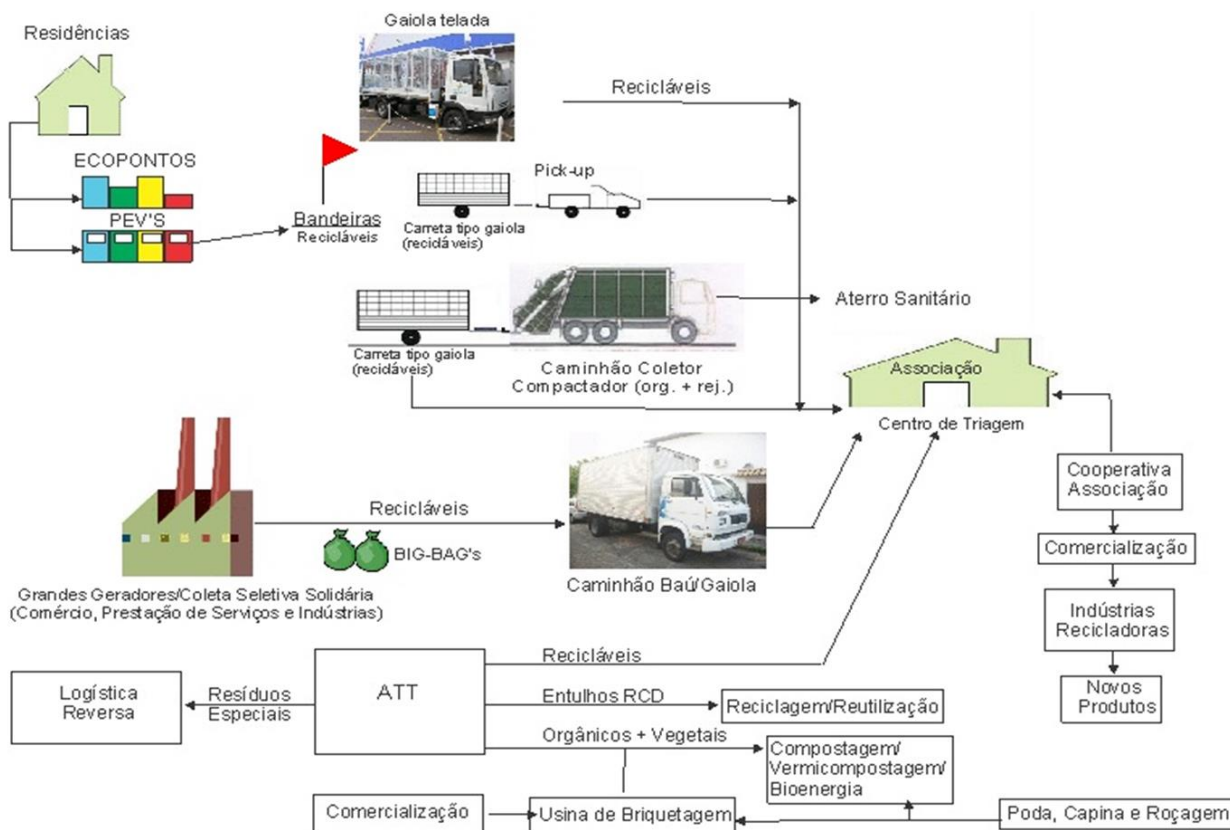 Gaiola telada
Residências
Recicláveis
ECOPONTOS
Pick-up
PEV'S
Bandeiras
Recicláveis
Carreta tipo gaiola
(recicláveis)
Aterro Sanitário
Carreta tipo gaiola
(recicláveis)
Caminhão Coletor
Compactador (org. + rej.)
Associação
Centro de Triagem
Cooperativa
Associação
Recicláveis
BIG-BAG's
Comercialização
Caminhão Baú/Gaiola
Grandes Geradores/Coleta Seletiva Solidária
(Comércio, Prestação de Serviços e Indústrias)
Indústrias
Recicladoras
Recicláveis
Logística
Reversa
Resíduos
Especiais
ATT
Entulhos RCD
Reciclagem/Reutilização
Novos
Produtos
Orgânicos + Vegetais
Compostagem/
Vermicompostagem/
Bioenergia
Comercialização
Usina de Briquetagem
Poda, Capina e Roçagem